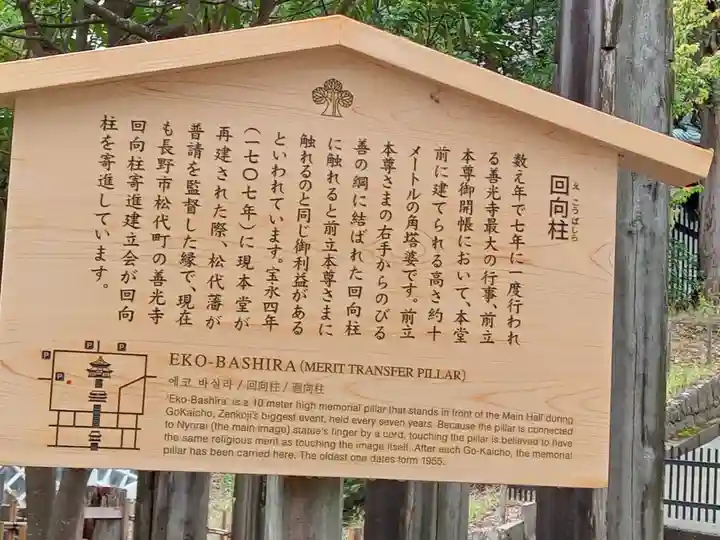 回向柱
えこうばしら
数え年で七年に一度行われ
る善光寺最大の行事、前立
本尊御開帳において、本堂
前に建てられる高さ約十
メートルの角塔婆です。前立
本尊さまの右手からのびる
善の綱に結ばれた回向柱
に触れると前立本尊さまに
触れるのと同じ御利益がある
といわれています。宝永四年
(一七〇七年)に現本堂が
再建された際、松代藩が
普請を監督した縁で、現在
も長野市松代町の善光寺
回向柱寄進建立会が回向
柱を寄進しています。
P P P P
EKO-BASHIRA (MERIT TRANSFER PILLAR)
에코 바실라 / 回向柱 / 廻向柱
'Eko-Bashira' is a 10 meter high memorial pillar that stands in front of the Main Hall during
GoKaicho, Zenkoji's biggest event, held every seven years. Because the pillar is connected
to Nyorai (the main image) statue's finger by a cord, touching the pillar is believed to have
the same religious merit as touching the image itself. After each Go-Kaicho, the memorial
pillar has been carried here. The oldest one dates form 1955.